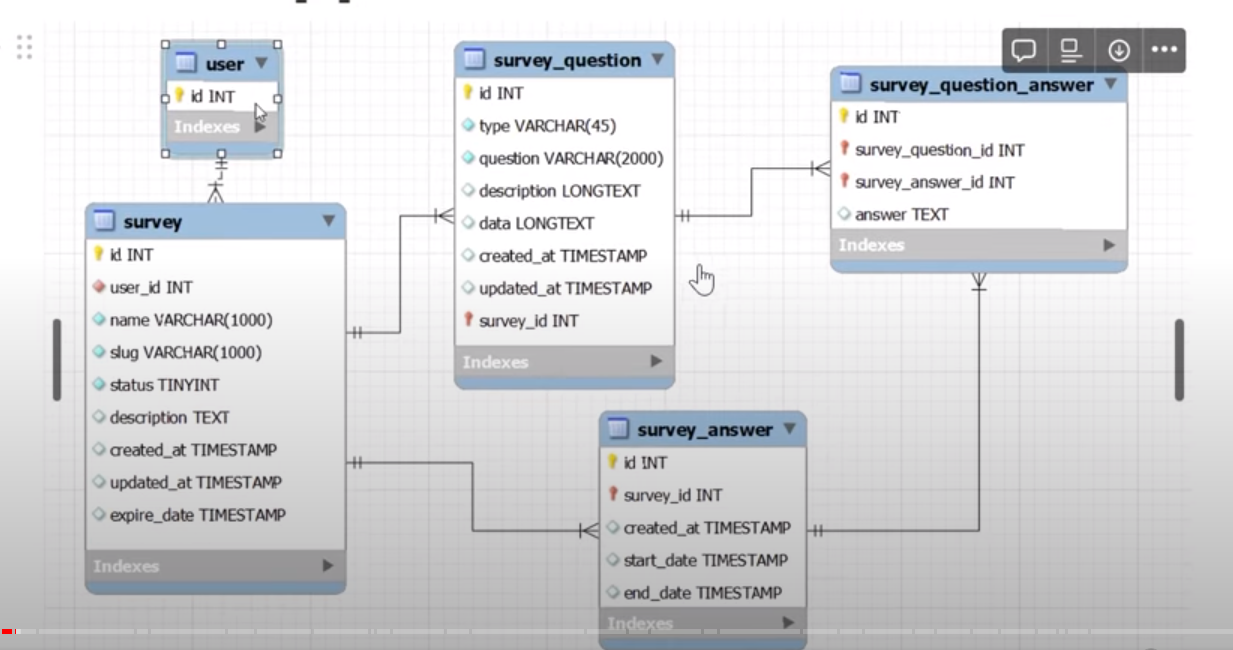 user
id INT
Indexes
survey
id INT
user_id INT
name VARCHAR(1000)
slug VARCHAR(1000)
status TINYINT
description TEXT
created_at TIMESTAMP
updated_at TIMESTAMP
expire_date TIMESTAMP
Indexes
survey_question
id INT
type VARCHAR(45)
question VARCHAR(2000)
description LONGTEXT
data LONGTEXT
created_at TIMESTAMP
updated_at TIMESTAMP
survey_id INT
Indexes
survey_answer
id INT
survey_id INT
created_at TIMESTAMP
start_date TIMESTAMP
end_date TIMESTAMP
Indexes
survey_question_answer
id INT
survey_question_id INT
survey_answer_id INT
answer TEXT
Indexes